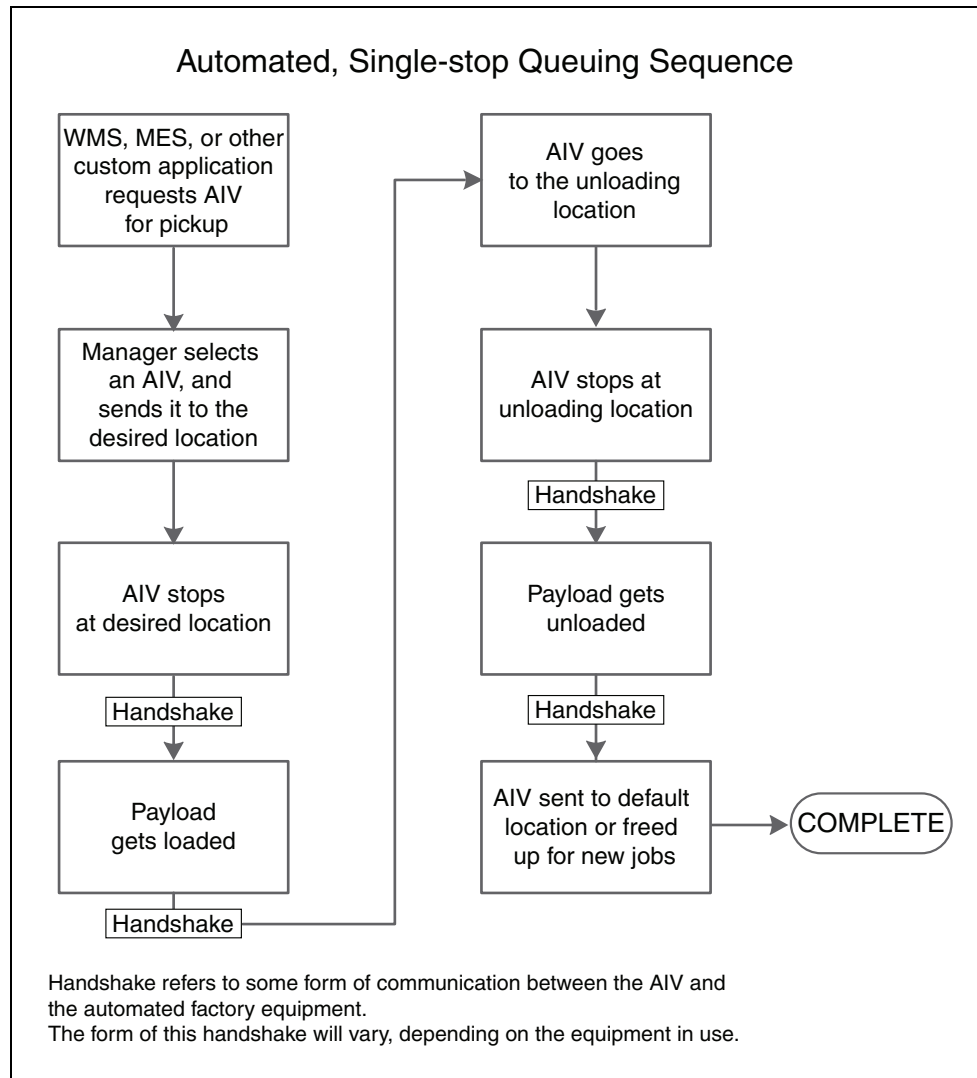 Automated, Single-stop Queuing Sequence
WMS, MES, or other
custom application
requests AIV
for pickup
Manager selects
an AIV, and
sends it to the
desired location
AIV stops
at desired location
Handshake
Payload
gets loaded
Handshake
AIV goes
to the unloading
location
AIV stops at
unloading location
Handshake
Payload gets
unloaded
Handshake
AIV sent to default
location or freed
up for new jobs
COMPLETE
Handshake refers to some form of communication between the AIV and
the automated factory equipment.
The form of this handshake will vary, depending on the equipment in use.